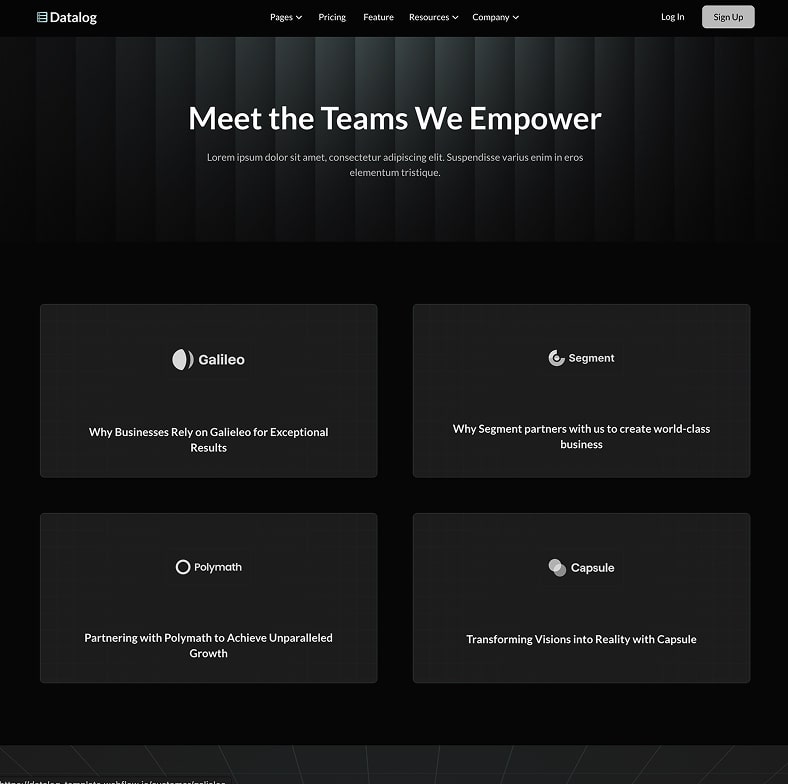 Datalog
Pages
Pricing
Feature
Resources
Company
Log In
Sign Up
Meet the Teams We Empower
Lorem ipsum dolor sit amet, consectetur adipiscing elit. Suspendisse varius enim in eros
elementum tristique.
Galileo
Why Businesses Rely on Galieleo for Exceptional
Results
Segment
Why Segment partners with us to create world-class
business
Polymath
Partnering with Polymath to Achieve Unparalleled
Growth
Capsule
Transforming Visions into Reality with Capsule